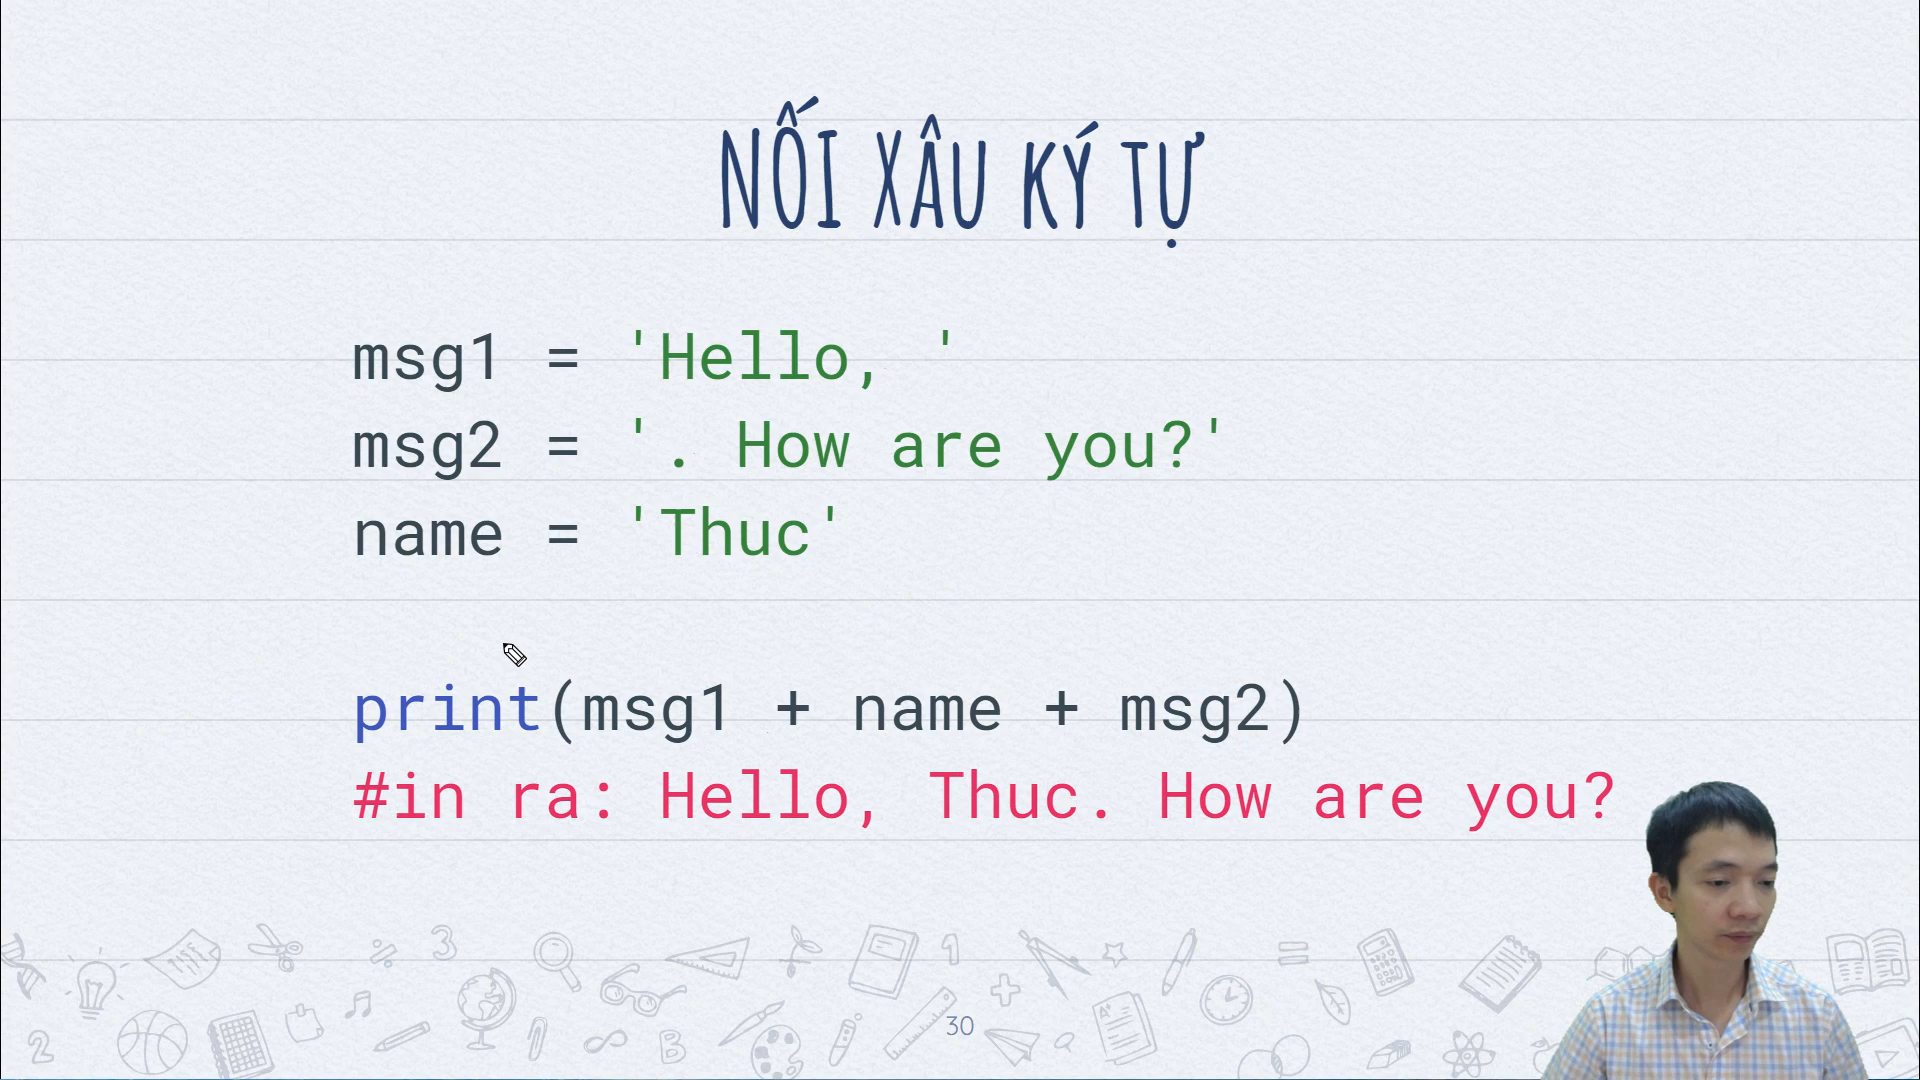 NỐI XÂU KÝ TỰ
msg1 = 'Hello, '
msg2 = '. How are you?'
name = 'Thuc'
print(msg1 + name + msg2)
#in ra: Hello, Thuc. How are you?
30